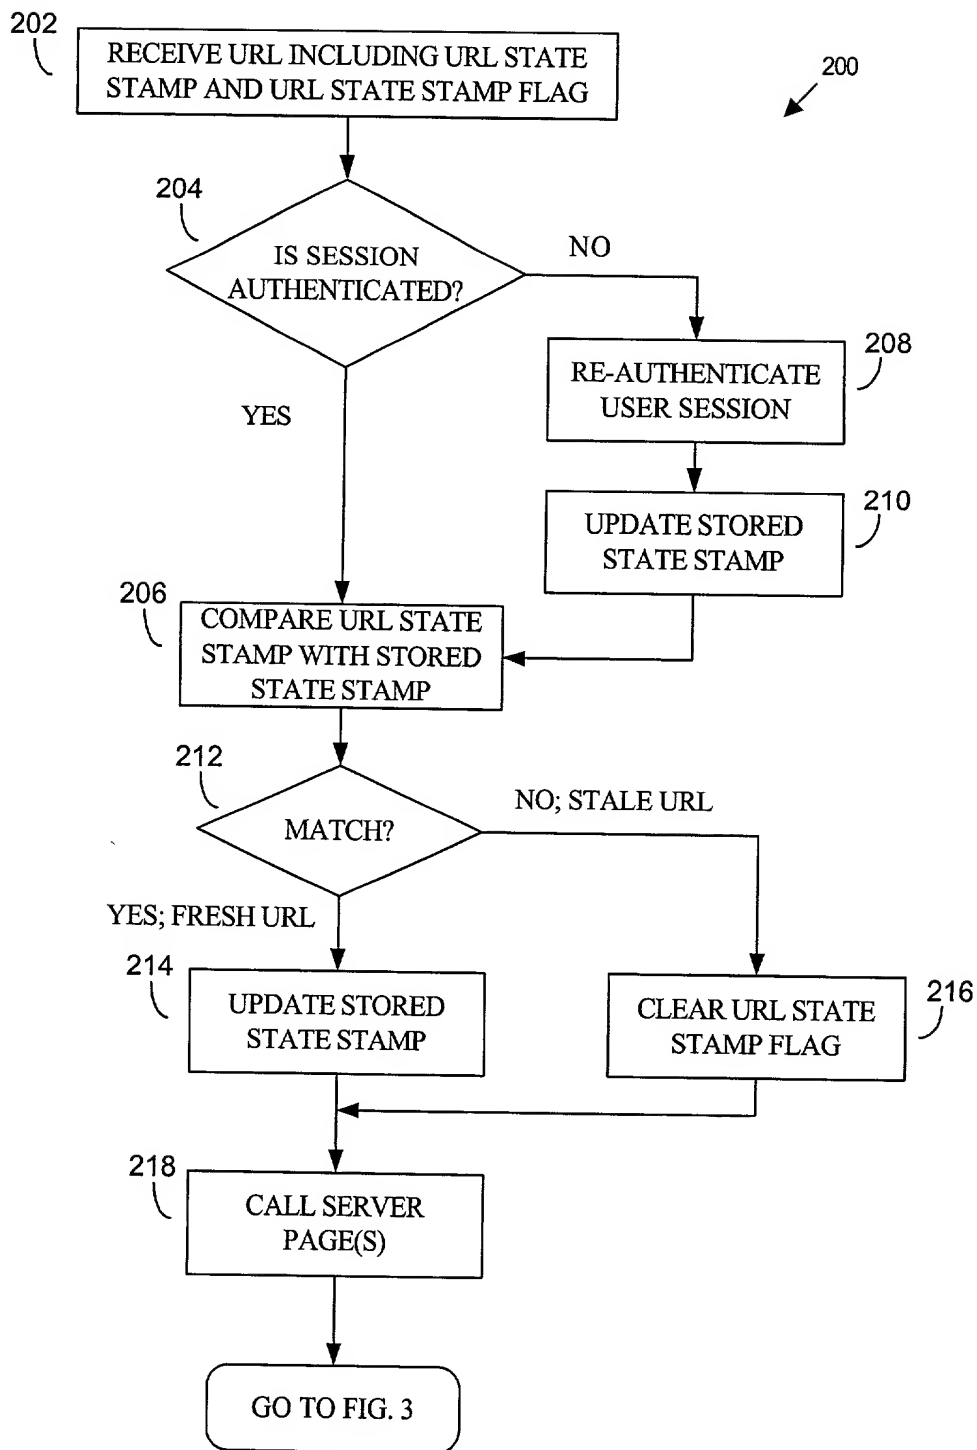 202
RECEIVE URL INCLUDING URL STATE
STAMP AND URL STATE STAMP FLAG
200
204
IS SESSION
AUTHENTICATED?
NO
YES
208
RE-AUTHENTICATE
USER SESSION
210
UPDATE STORED
STATE STAMP
206
COMPARE URL STATE
STAMP WITH STORED
STATE STAMP
212
MATCH?
NO; STALE URL
YES; FRESH URL
214
UPDATE STORED
STATE STAMP
216
CLEAR URL STATE
STAMP FLAG
218
CALL SERVER
PAGE(S)
GO TO FIG. 3